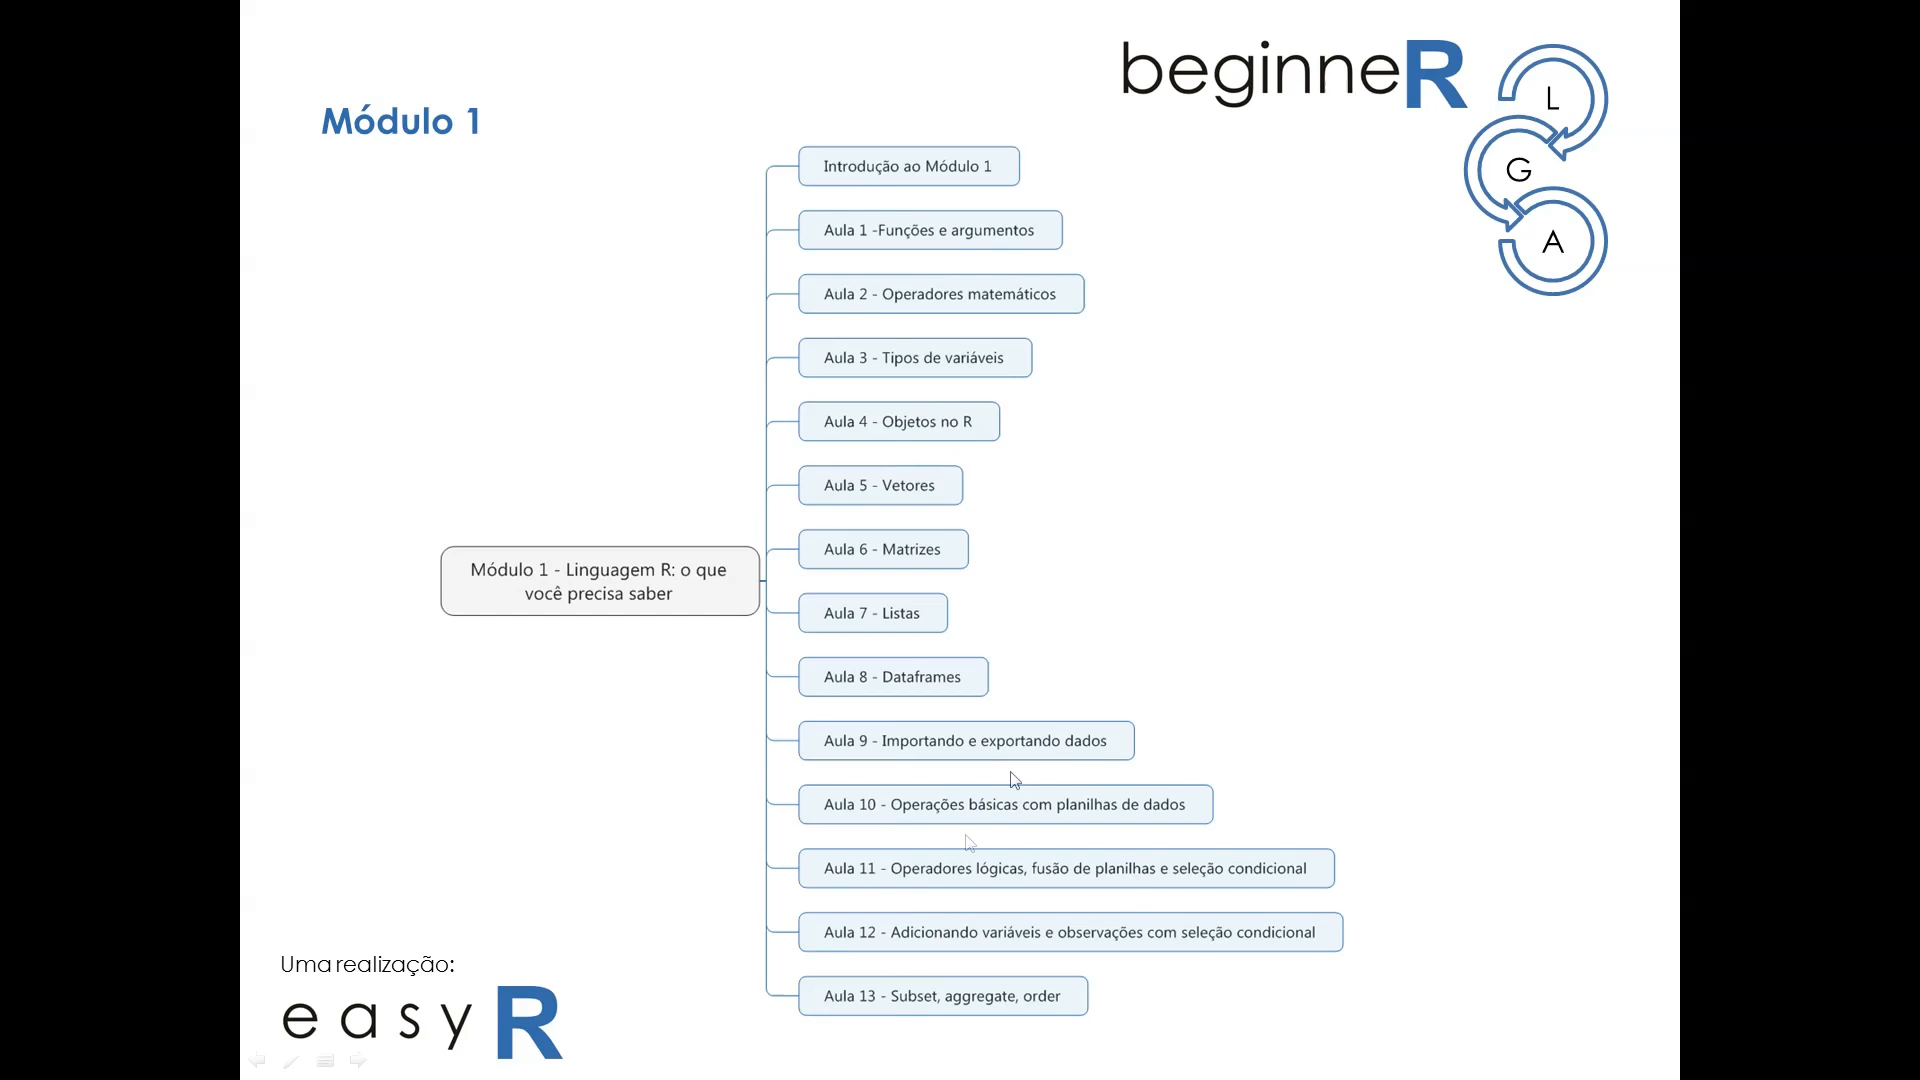 beginneR
L
G
A
Módulo 1
Introdução ao Módulo 1
Aula 1 -Funções e argumentos
Aula 2 - Operadores matemáticos
Aula 3 - Tipos de variáveis
Aula 4 - Objetos no R
Aula 5 - Vetores
Aula 6 - Matrizes
Módulo 1 - Linguagem R: o que
você precisa saber
Aula 7 - Listas
Aula 8 - Dataframes
Aula 9 - Importando e exportando dados
Aula 10 - Operações básicas com planilhas de dados
Aula 11 - Operadores lógicas, fusão de planilhas e seleção condicional
Aula 12 - Adicionando variáveis e observações com seleção condicional
Aula 13 - Subset, aggregate, order
Uma realização:
easyR